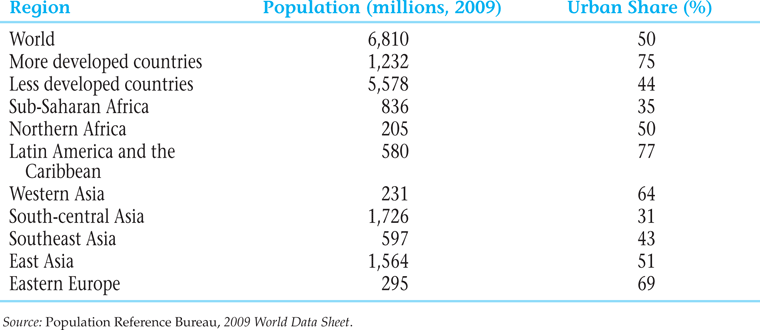 Region Population (millions, 2009) Urban Share (%)
World 6,810 50
More developed countries 1,232 75
Less developed countries 5,578 44
Sub-Saharan Africa 836 35
Northern Africa 205 50
Latin America and the 580 77
Caribbean
Western Asia 231 64
South-central Asia 1,726 31
Southeast Asia 597 43
East Asia 1,564 51
Eastern Europe 295 69
Source: Population Reference Bureau, 2009 World Data Sheet.